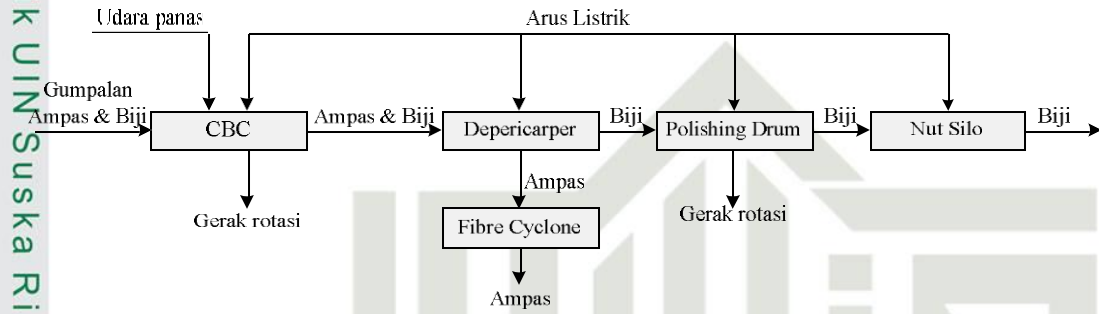 Udara panas
Arus Listrik
Gumpalan
Ampas & Biji
CBC
Ampas & Biji
Depericarper
Biji
Polishing Drum
Biji
Nut Silo
Biji
Ampas
Gerak rotasi
Fibre Cyclone
Gerak rotasi
Ampas
k UIN Suska Ri